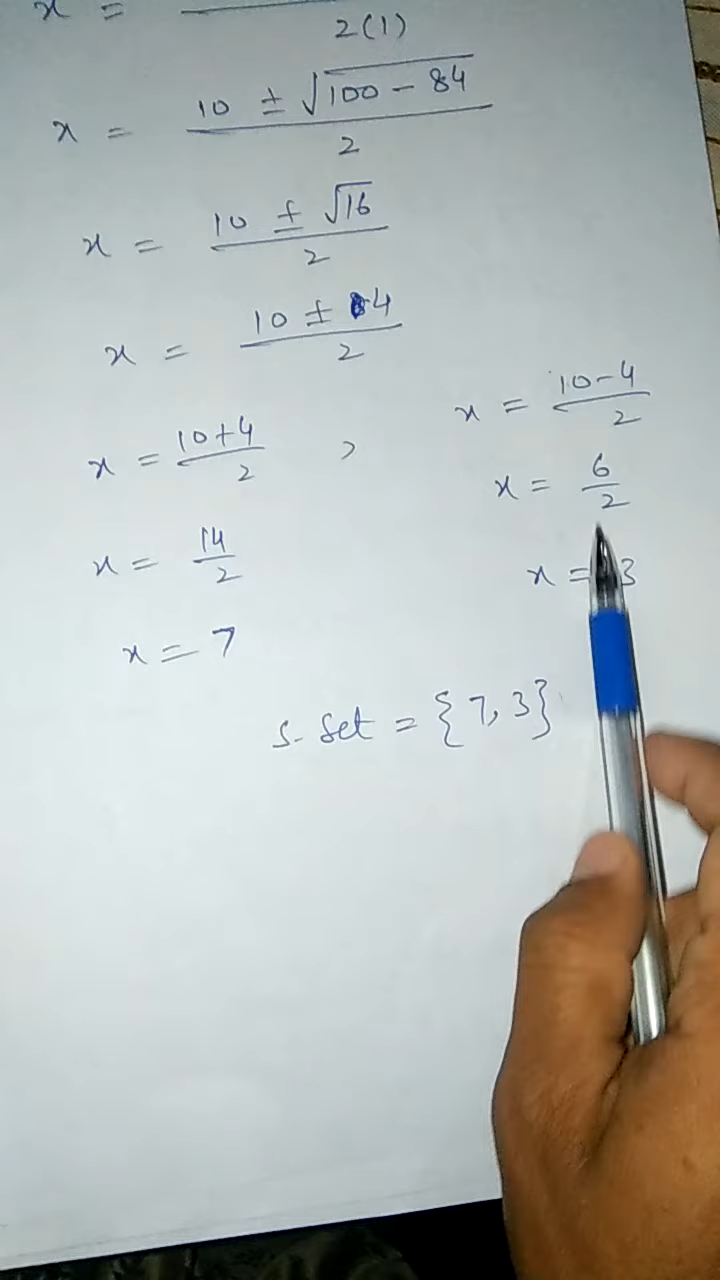 x =
2(1)
x = 10 ± √100 - 84 / 2
x = 10 ± √16 / 2
x = 10 ± 4 / 2
x = 10+4 / 2 , x = 10-4 / 2
x = 14 / 2 x = 6 / 2
x = 7 x = 3
S. Set = {7, 3}